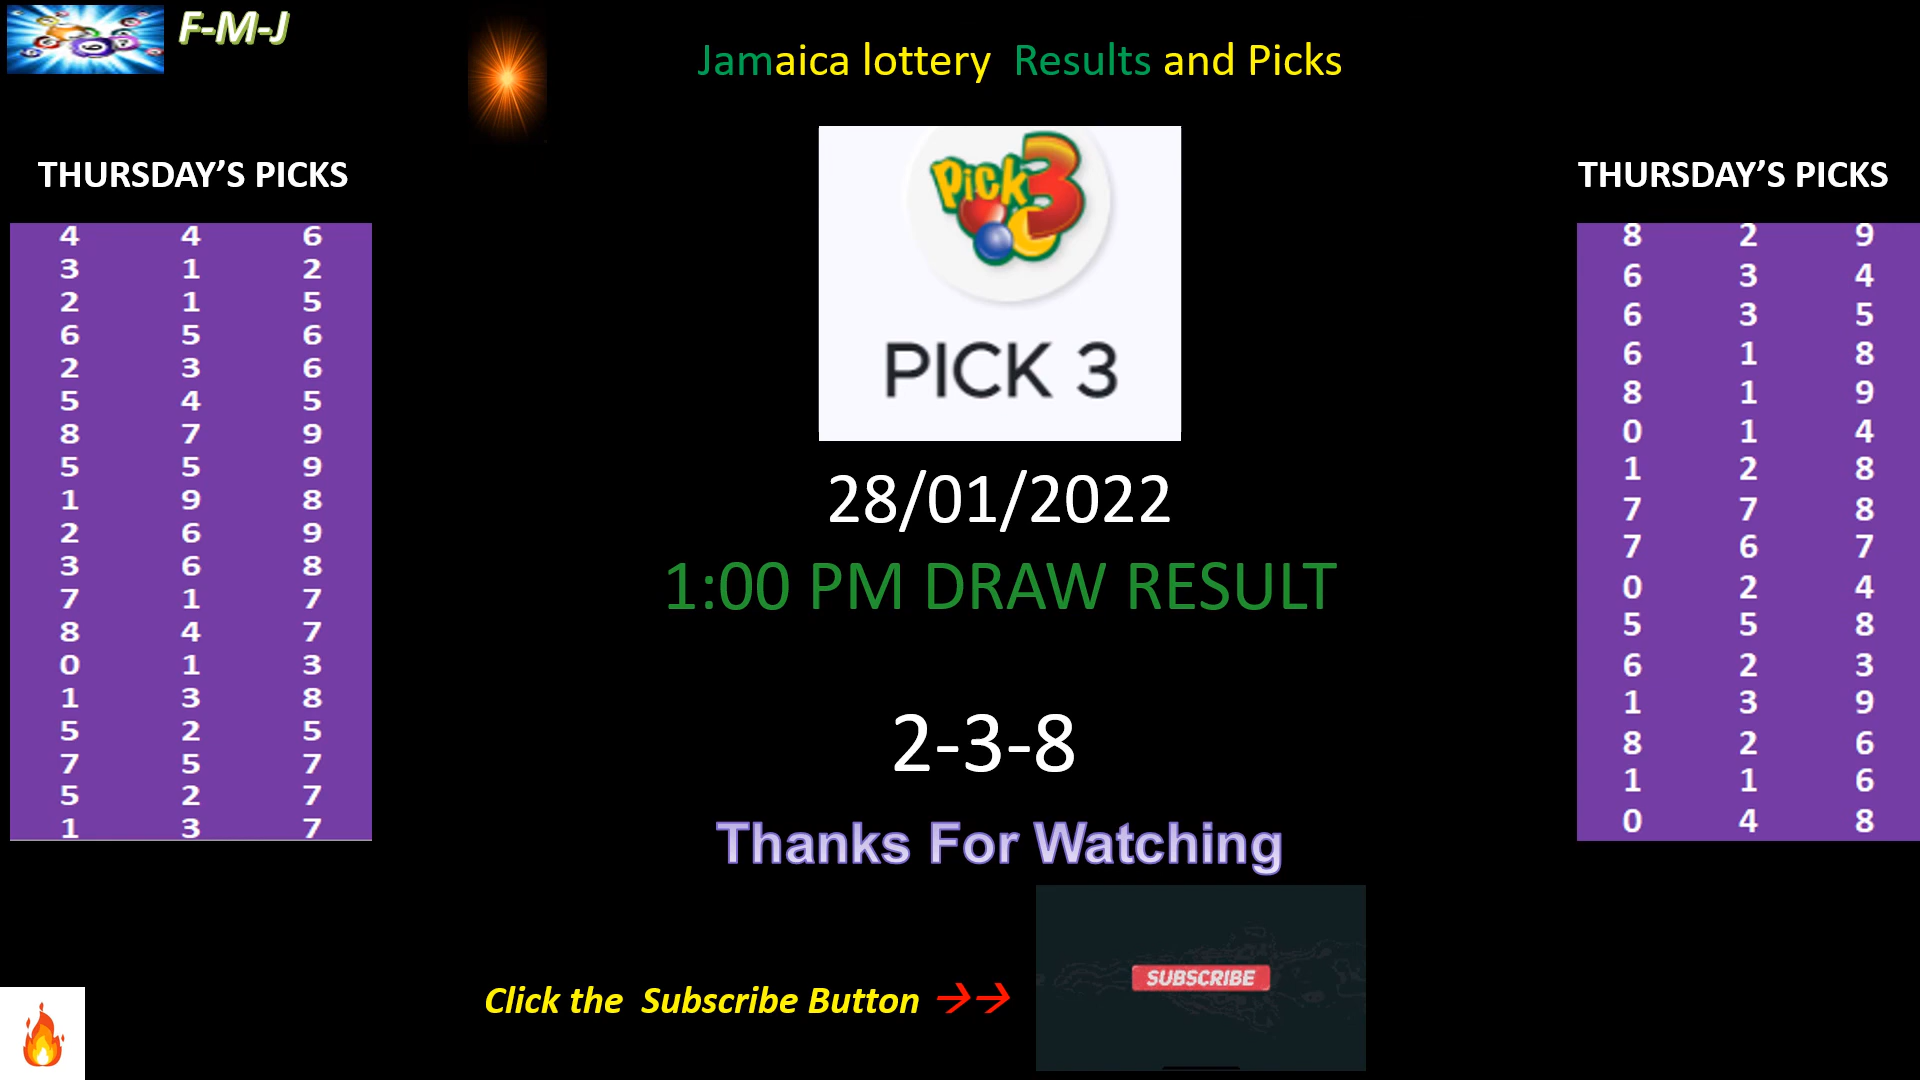 F-M-J
Jamaica lottery  Results and Picks
THURSDAY’S PICKS
4 4 6
3 1 2
2 1 5
6 5 6
2 3 6
5 4 5
8 7 9
5 5 9
1 9 8
2 6 9
3 6 8
7 1 7
8 4 7
0 1 3
1 3 8
5 2 5
7 5 7
5 2 7
1 3 7
Pick 3
PICK 3
28/01/2022
1:00 PM DRAW RESULT
2-3-8
Thanks For Watching
Click the  Subscribe Button →→
SUBSCRIBE
THURSDAY’S PICKS
8 2 9
6 3 4
6 3 5
6 1 8
8 1 9
0 1 4
1 2 8
7 7 8
7 6 7
0 2 4
5 5 8
6 2 3
1 3 9
8 2 6
1 1 6
0 4 8